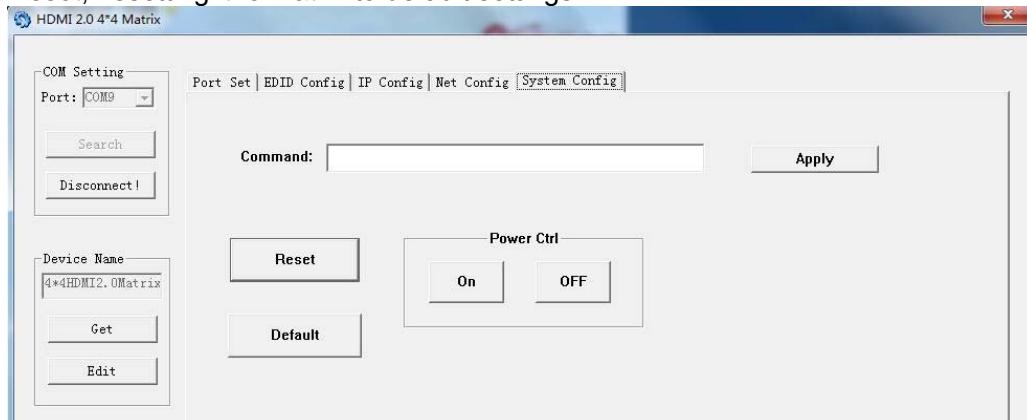 HDMI 2.0 4*4 Matrix
COM Setting
Port: COM9
Search
Disconnect!
Device Name
4*4HDMI2.0Matrix
Get
Edit
Port Set EDID Config IP Config Net Config System Config
Command: Apply
Reset
Default
Power Ctrl
On OFF